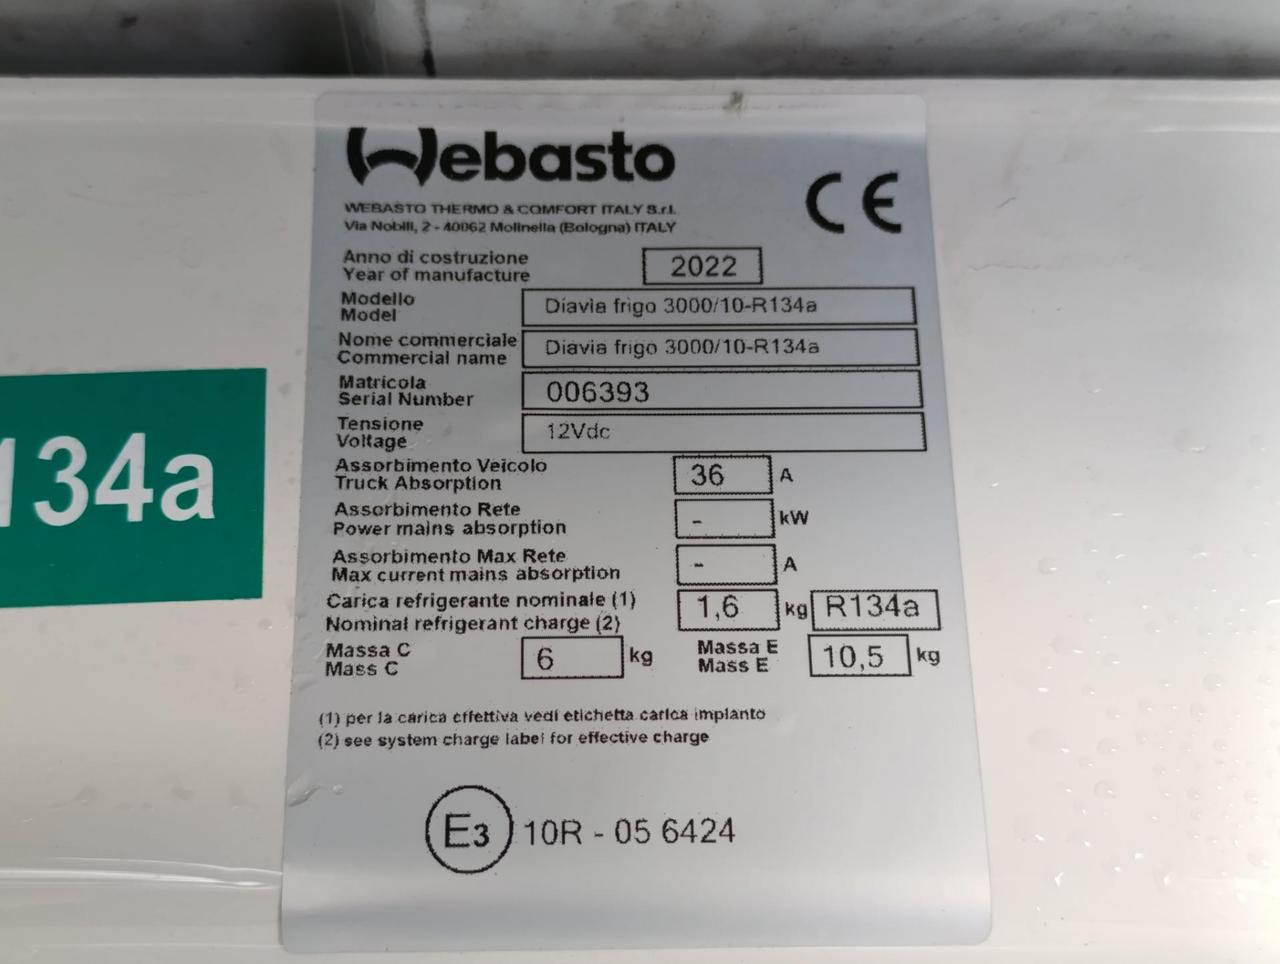 Webasto
CE
WEBASTO THERMO & COMFORT ITALY S.r.l.
Via Nobili, 2 - 40062 Molinella (Bologna) ITALY
Anno di costruzione
Year of manufacture
2022
Modello
Model
Diavia frigo 3000/10-R134a
Nome commerciale
Commercial name
Diavia frigo 3000/10-R134a
Matricola
Serial Number
006393
Tensione
Voltage
12Vdc
Assorbimento Veicolo
Truck Absorption
36 A
Assorbimento Rete
Power mains absorption
- kW
Assorbimento Max Rete
Max current mains absorption
- A
Carica refrigerante nominale (1)
Nominal refrigerant charge (2)
1,6 kg R134a
Massa C
Mass C
6 kg
Massa E
Mass E
10,5 kg
(1) per la carica effettiva vedi etichetta carica impianto
(2) see system charge label for effective charge
E3 10R - 05 6424
134a